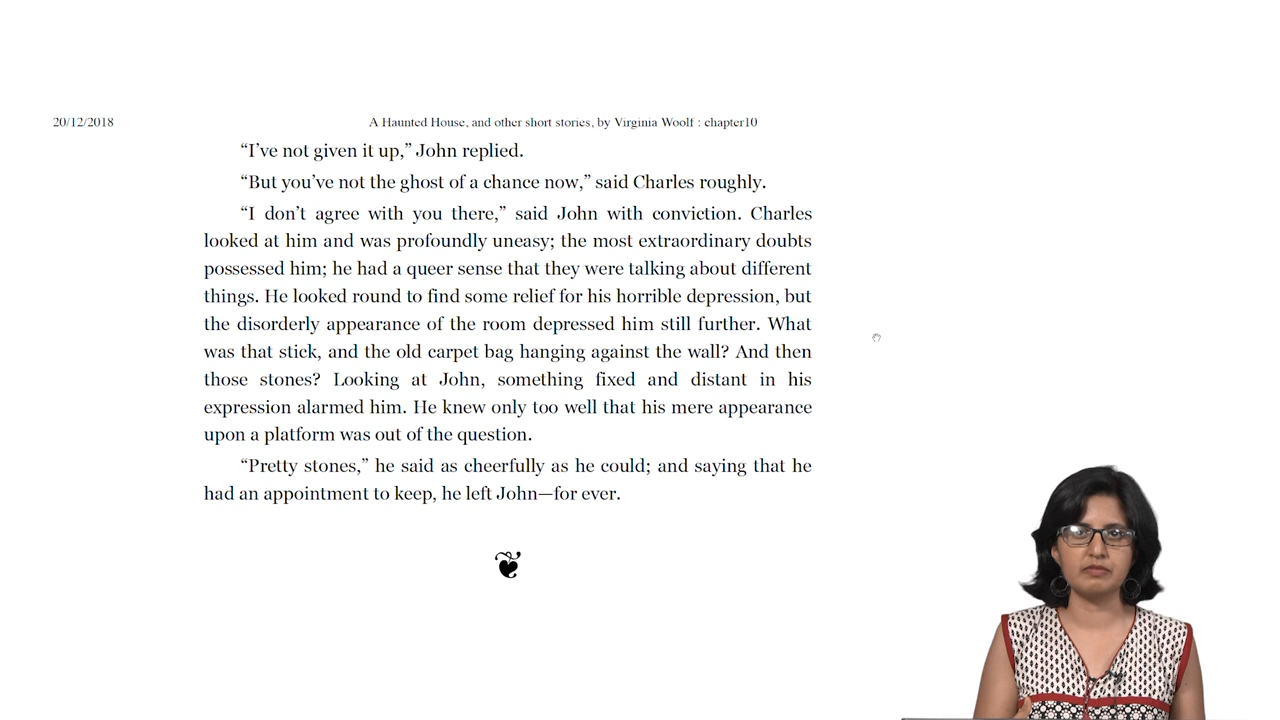 20/12/2018 A Haunted House, and other short stories, by Virginia Woolf : chapter10
“I’ve not given it up,” John replied.
“But you’ve not the ghost of a chance now,” said Charles roughly.
“I don’t agree with you there,” said John with conviction. Charles
looked at him and was profoundly uneasy; the most extraordinary doubts
possessed him; he had a queer sense that they were talking about different
things. He looked round to find some relief for his horrible depression, but
the disorderly appearance of the room depressed him still further. What
was that stick, and the old carpet bag hanging against the wall? And then
those stones? Looking at John, something fixed and distant in his
expression alarmed him. He knew only too well that his mere appearance
upon a platform was out of the question.
“Pretty stones,” he said as cheerfully as he could; and saying that he
had an appointment to keep, he left John—for ever.